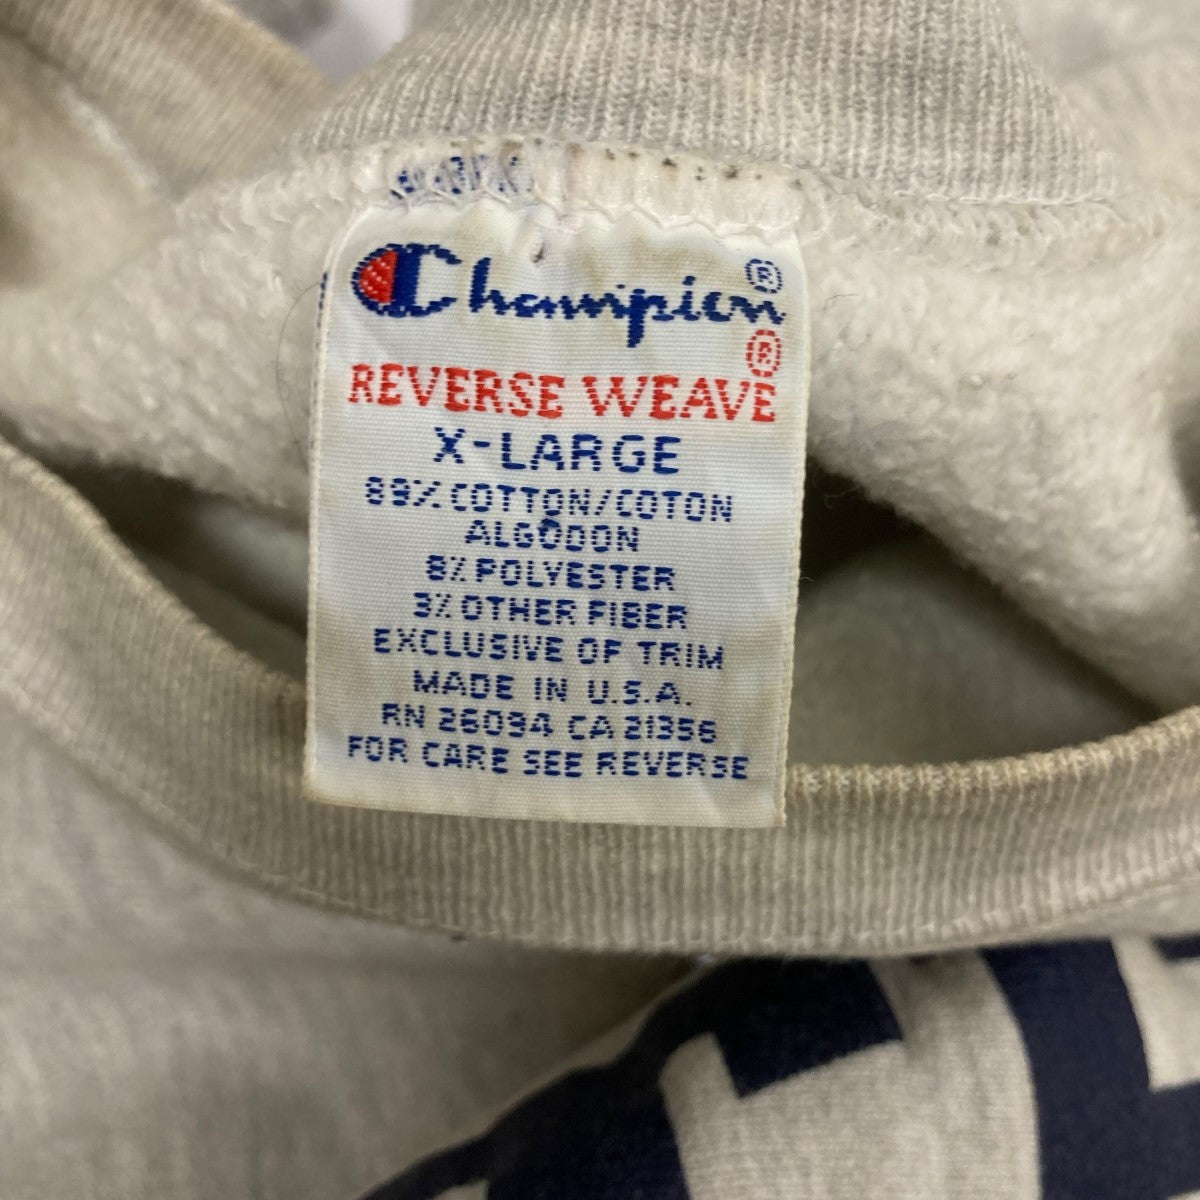 Champion®
REVERSE WEAVE®
X-LARGE
89% COTTON/COTON
ALGODON
8% POLYESTER
3% OTHER FIBER
EXCLUSIVE OF TRIM
MADE IN U.S.A.
RN 26094 CA 21356
FOR CARE SEE REVERSE